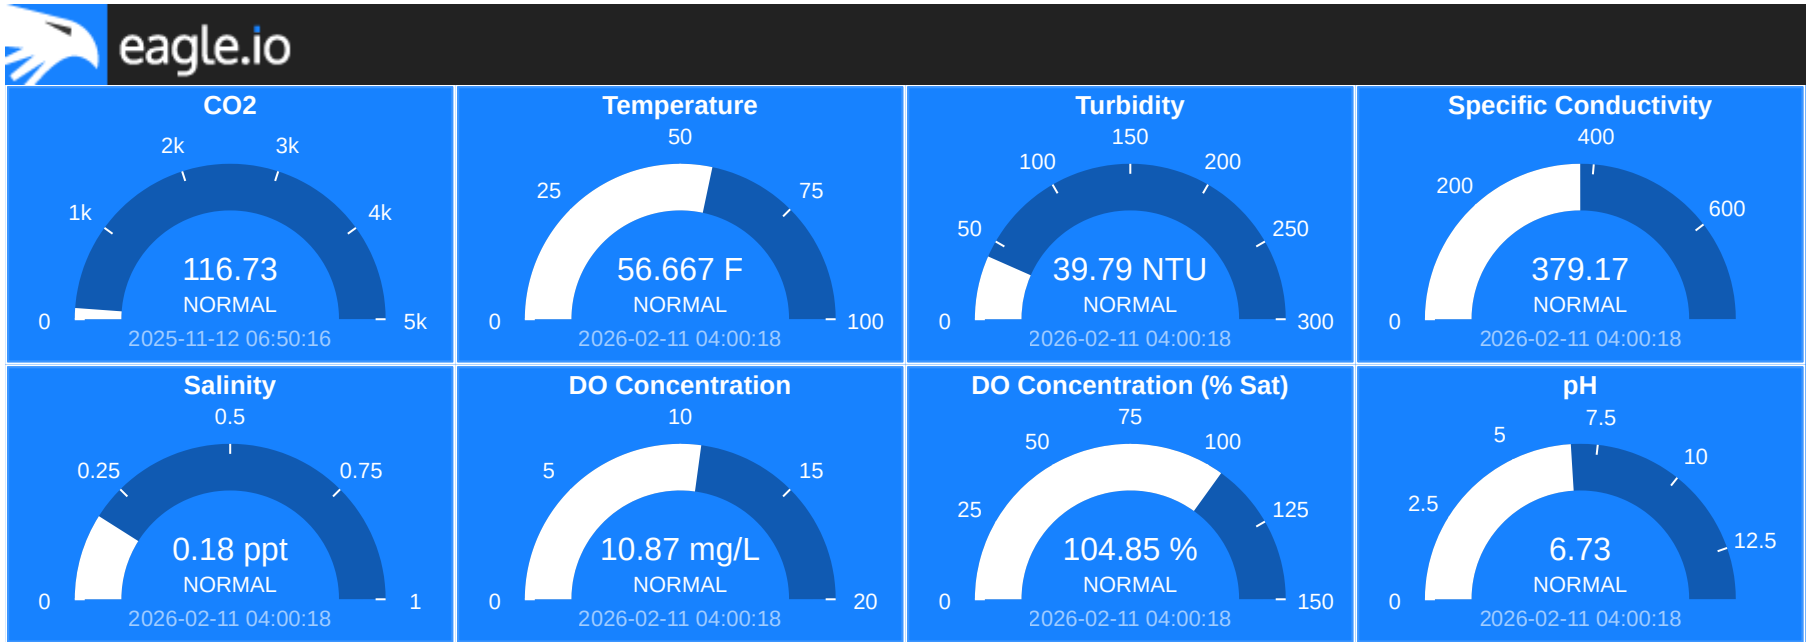 eagle.io
CO2
2k
3k
1k
4k
0
5k
116.73
NORMAL
2025-11-12 06:50:16
Temperature
50
25
75
0
100
56.667 F
NORMAL
2026-02-11 04:00:18
Turbidity
150
100
200
50
250
0
300
39.79 NTU
NORMAL
2026-02-11 04:00:18
Specific Conductivity
400
200
600
0
379.17
NORMAL
2026-02-11 04:00:18
Salinity
0.5
0.25
0.75
0
1
0.18 ppt
NORMAL
2026-02-11 04:00:18
DO Concentration
10
5
15
0
20
10.87 mg/L
NORMAL
2026-02-11 04:00:18
DO Concentration (% Sat)
75
50
100
25
125
0
150
104.85 %
NORMAL
2026-02-11 04:00:18
pH
7.5
5
10
2.5
12.5
0
6.73
NORMAL
2026-02-11 04:00:18